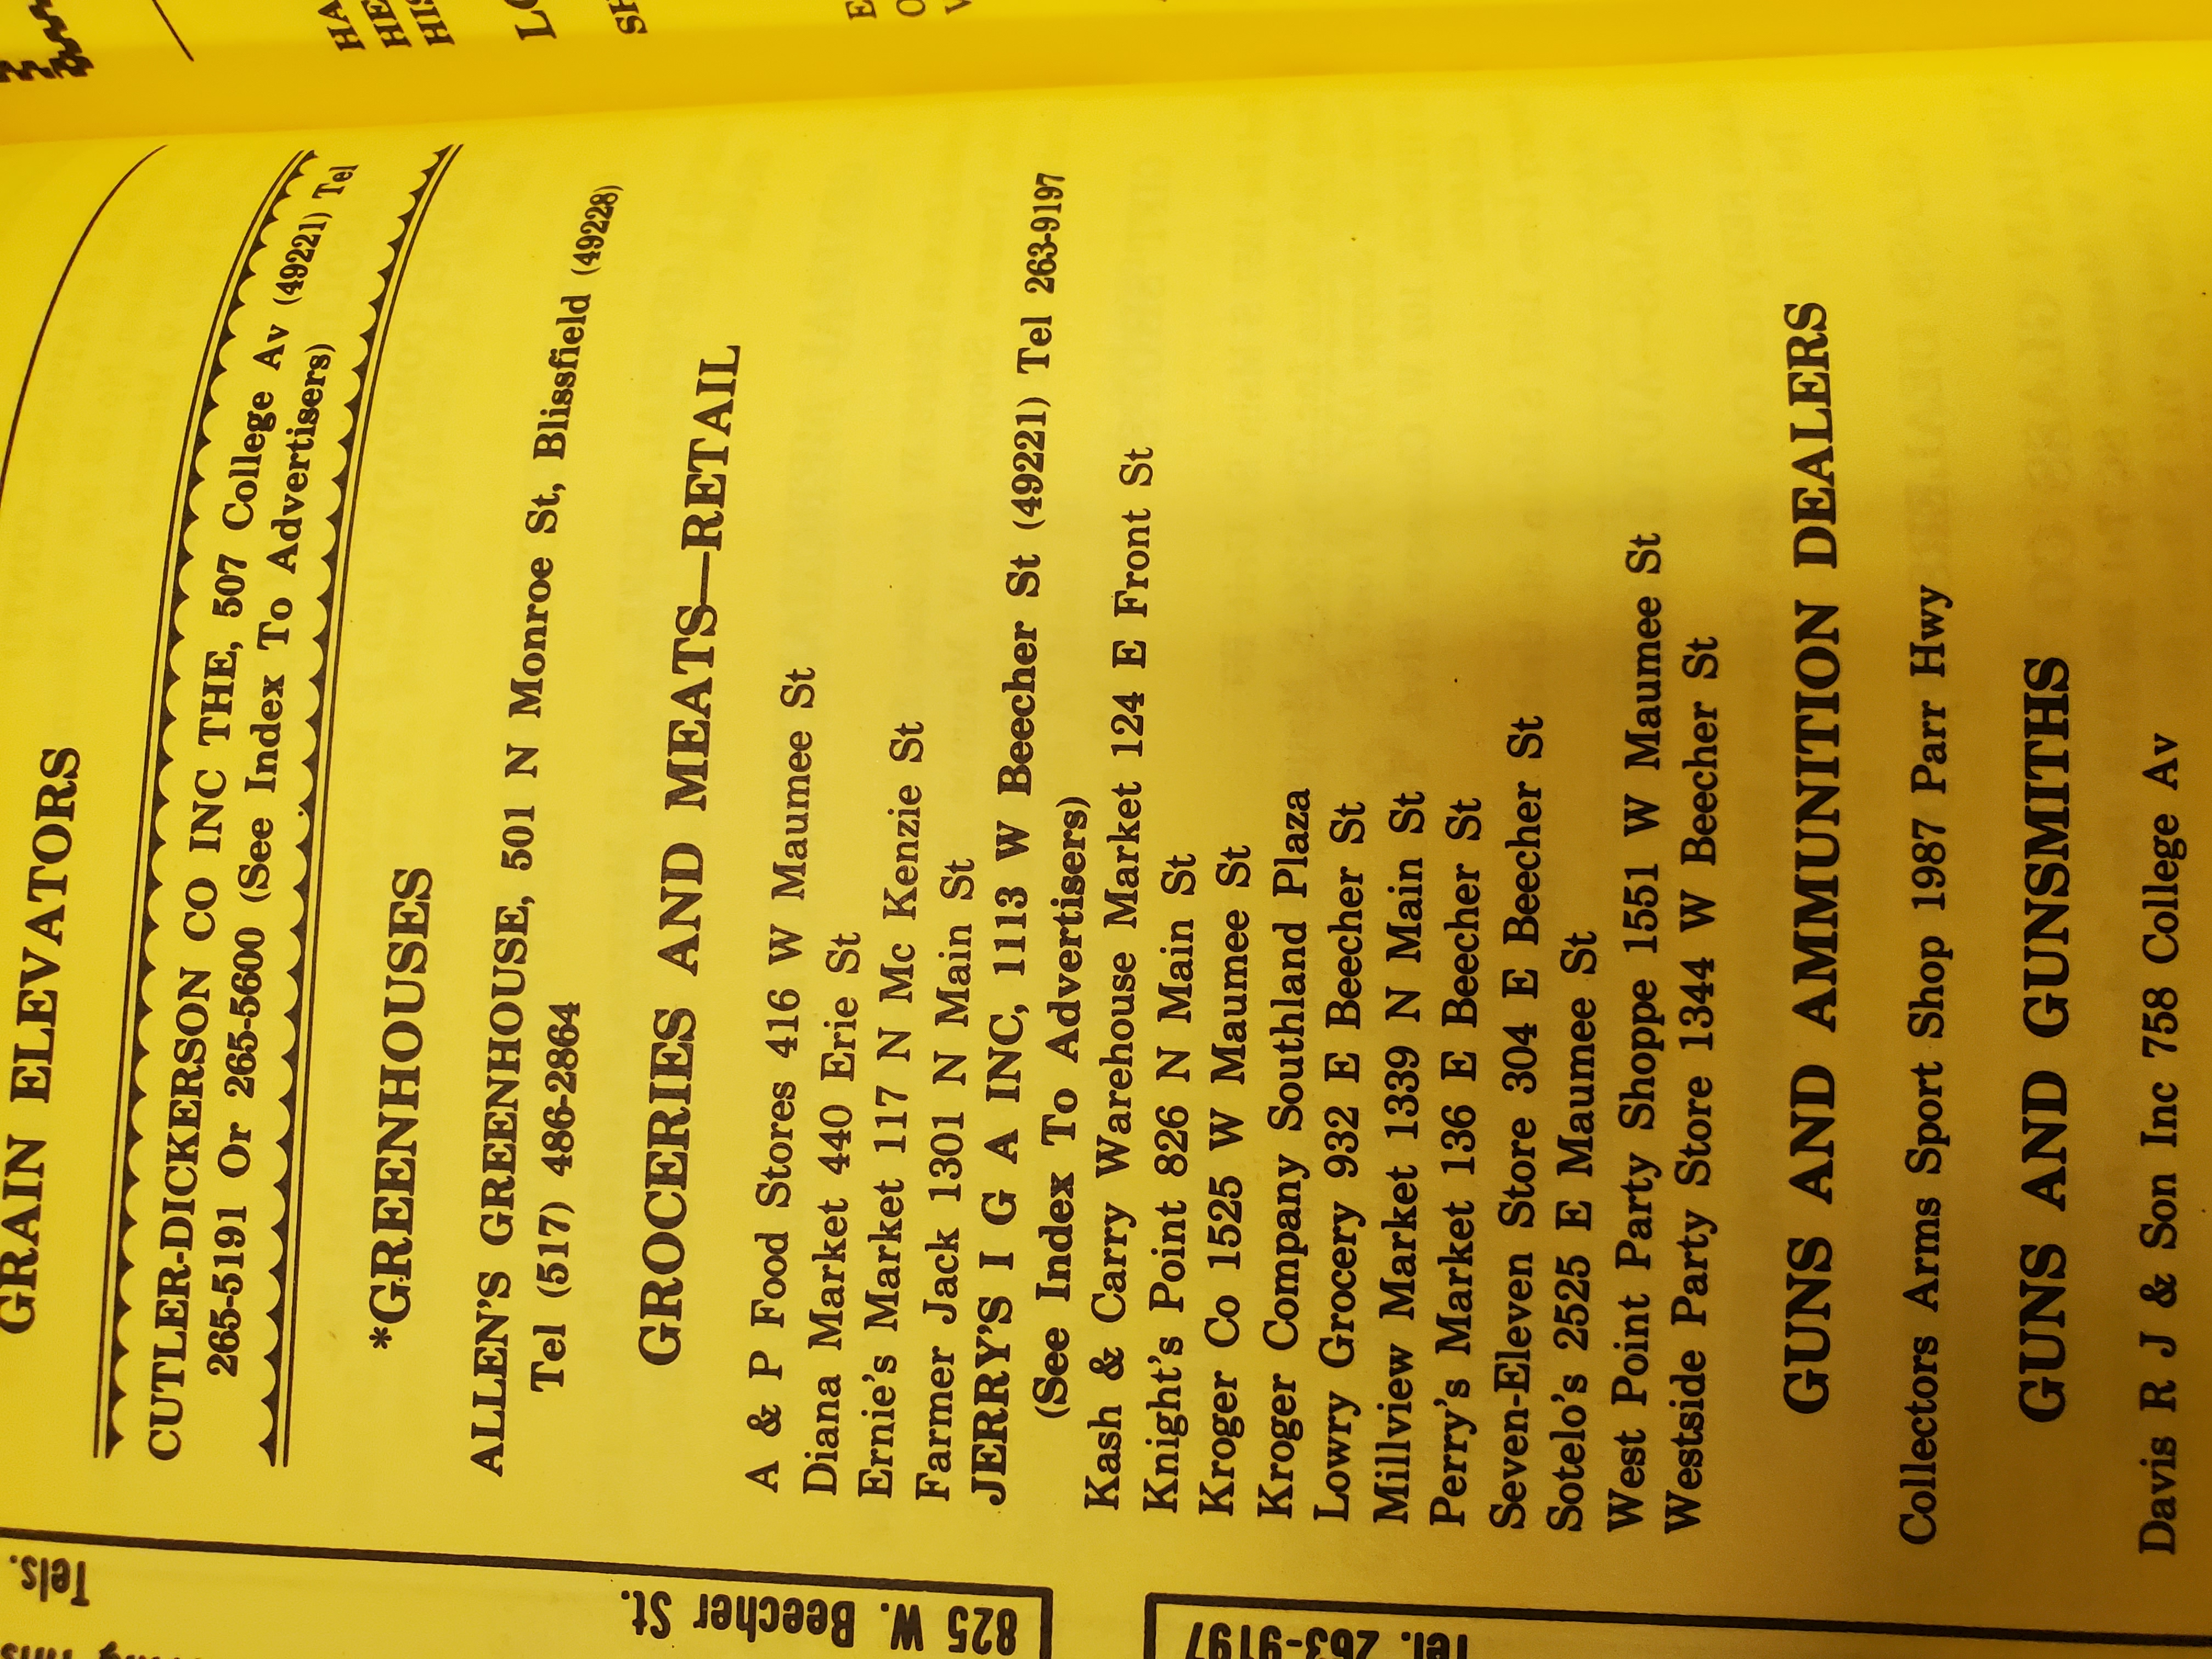 GRAIN ELEVATORS
CUTLER-DICKERSON CO INC THE, 507 College Av (49221) Tel
265-5191 Or 265-5600 (See Index To Advertisers)
*GREENHOUSES
ALLEN'S GREENHOUSE, 501 N Monroe St, Blissfield (49228)
Tel (517) 486-2864
GROCERIES AND MEATS—RETAIL
A & P Food Stores 416 W Maumee St
Diana Market 440 Erie St
Ernie's Market 117 N Mc Kenzie St
Farmer Jack 1301 N Main St
JERRY'S I G A INC, 1113 W Beecher St (49221) Tel 263-9197
(See Index To Advertisers)
Kash & Carry Warehouse Market 124 E Front St
Knight's Point 826 N Main St
Kroger Co 1525 W Maumee St
Kroger Company Southland Plaza
Lowry Grocery 932 E Beecher St
Millview Market 1339 N Main St
Perry's Market 136 E Beecher St
Seven-Eleven Store 304 E Beecher St
Sotelo's 2525 E Maumee St
West Point Party Shoppe 1551 W Maumee St
Westside Party Store 1344 W Beecher St
GUNS AND AMMUNITION DEALERS
Collectors Arms Sport Shop 1987 Parr Hwy
GUNS AND GUNSMITHS
Davis R J & Son Inc 758 College Av
Tels.
825 W. Beecher St.
Tel. 263-9197